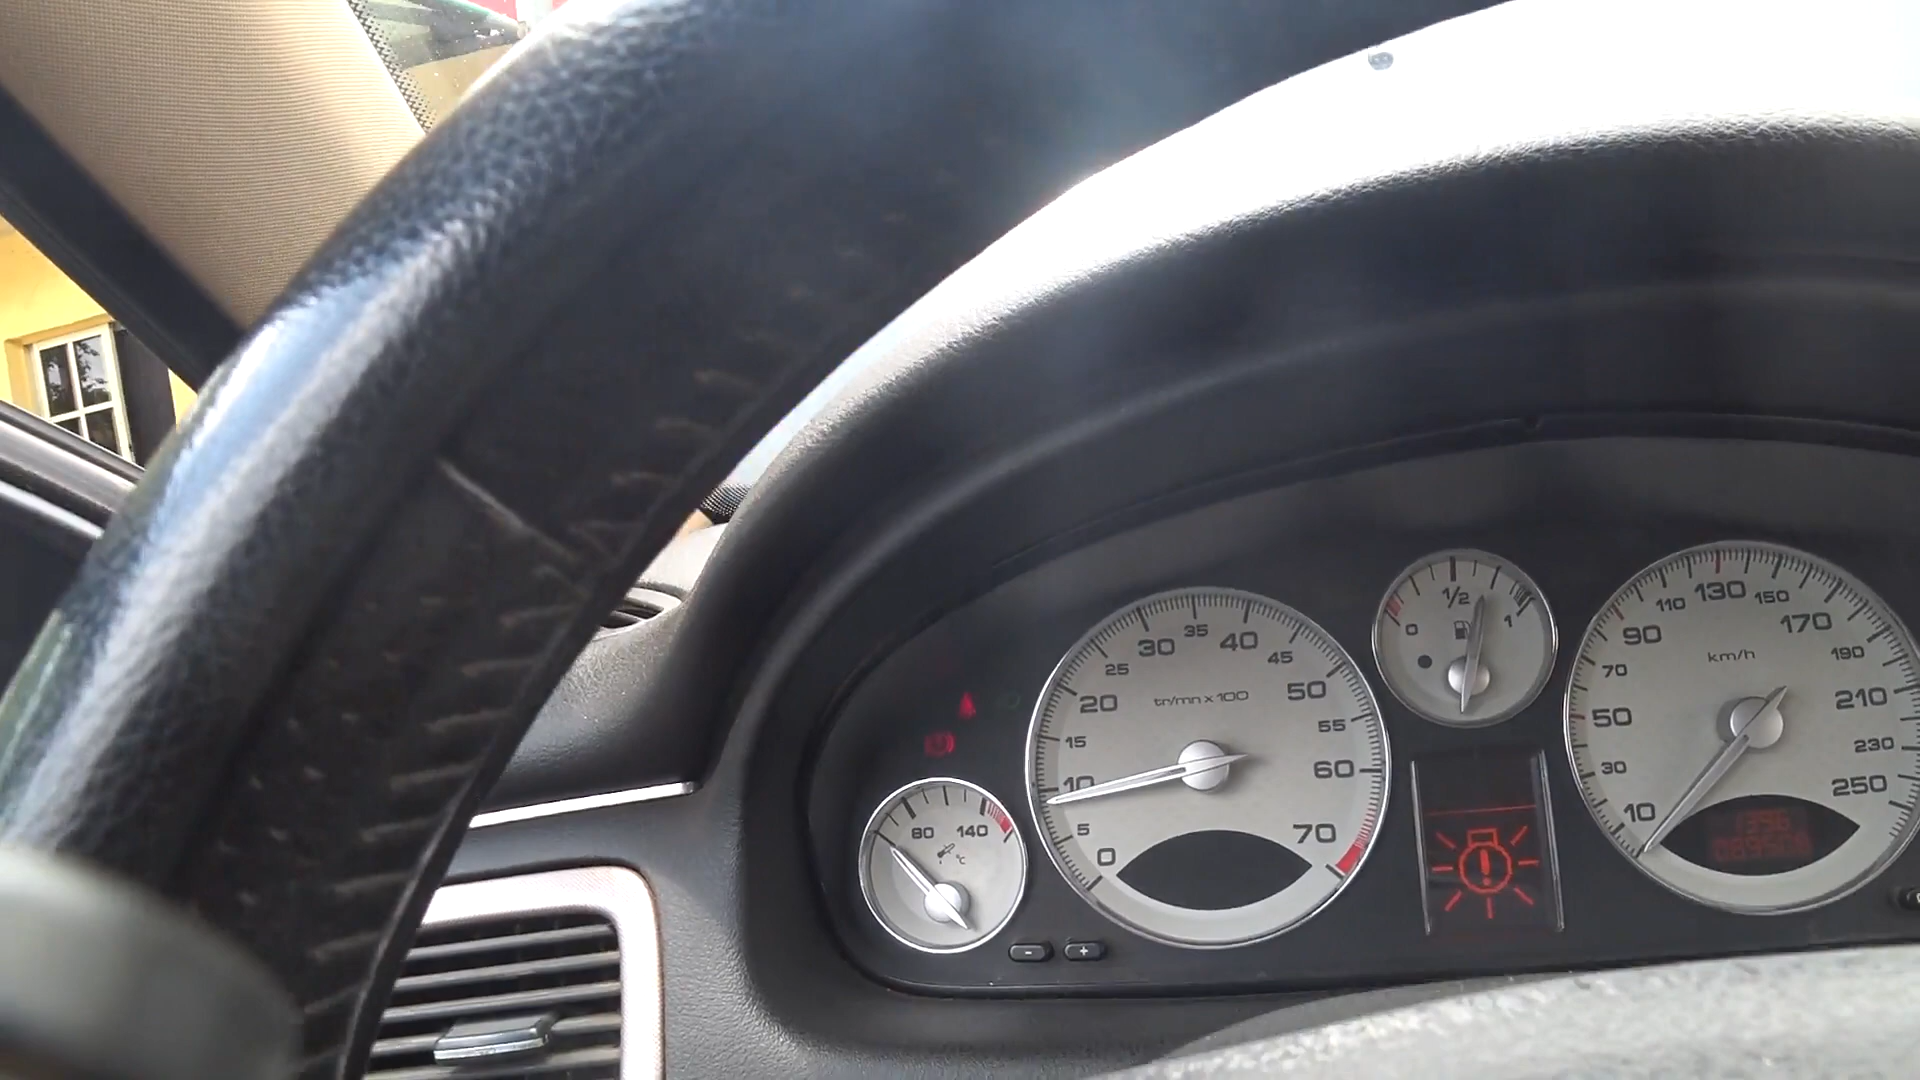 0 5 10 15 20 25 30 35 40 45 50 55 60 70
tr/mn x 100
0 1/2 1
10 30 50 70 90 110 130 150 170 190 210 230 250
km/h
80 140
°C
- +
!